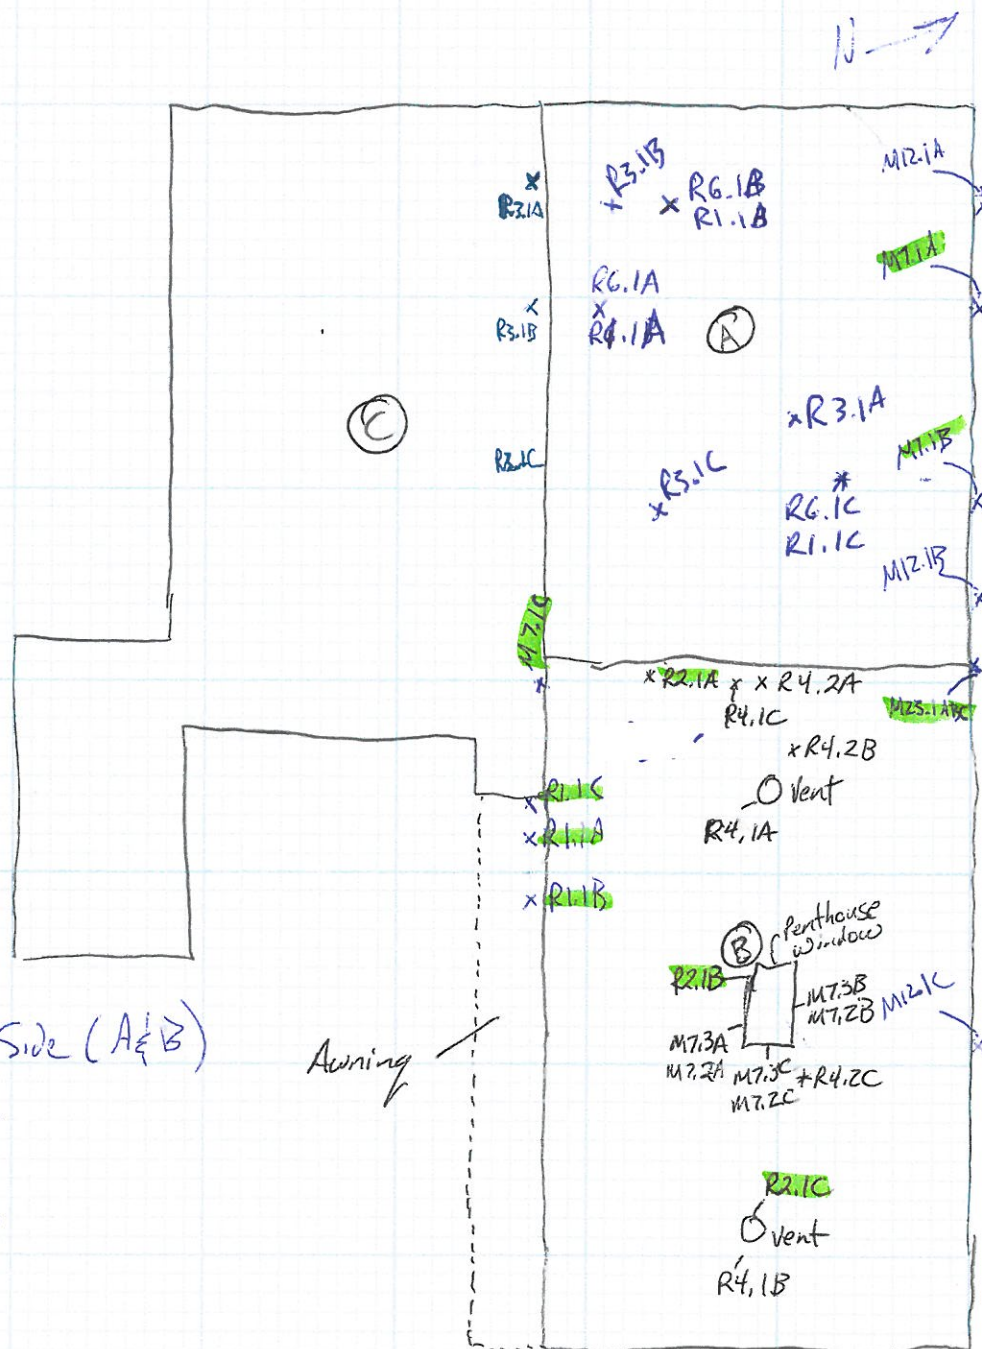 N
M12.1A
R3.1B
R6.1B
R1.1B
R3.1A
M7.1A
R6.1A
R3.1B
A
C
R3.1A
M7.1B
R3.1C
R3.1C
R6.1C
R1.1C
M12.1B
M7.1C
R2.1A
R4.2A
R4.1C
M25.1ABC
R4.2B
R1.1C
Vent
R1.1A
R4.1A
R1.1B
B
Penthouse
Window
R2.1B
M7.3B
M7.2B
M12.1C
Side (A & B)
Awning
M7.3A
M7.2A
M7.3C
R4.2C
M7.2C
R2.1C
Vent
R4.1B